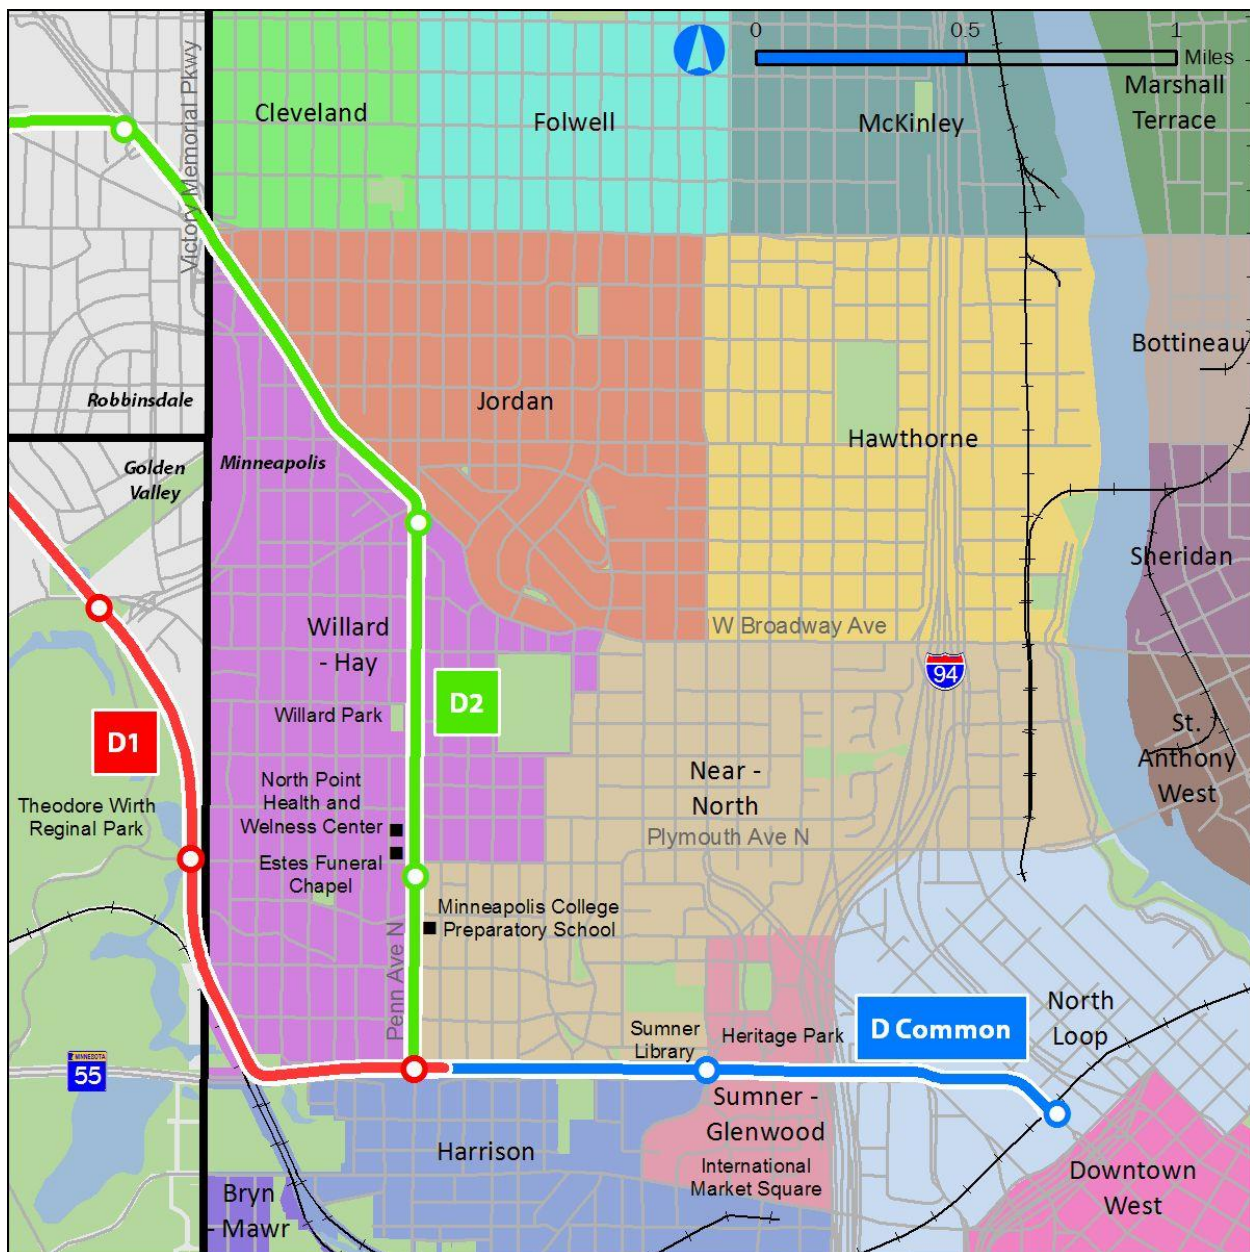 0 0.5 1
Miles
Victory Memorial Pkwy
Cleveland
Folwell
McKinley
Marshall
Terrace
Bottineau
Robbinsdale
Jordan
Hawthorne
Golden
Valley
Minneapolis
Sheridan
W Broadway Ave
Willard
- Hay
94
D2
Willard Park
D1
St.
Anthony
West
Near -
North
North Point
Health and
Welness Center
Theodore Wirth
Reginal Park
Plymouth Ave N
Estes Funeral
Chapel
Minneapolis College
Preparatory School
Penn Ave N
D Common
North
Loop
Sumner
Library
Heritage Park
MINNESOTA
55
Sumner -
Glenwood
Harrison
International
Market Square
Downtown
West
Bryn
- Mawr